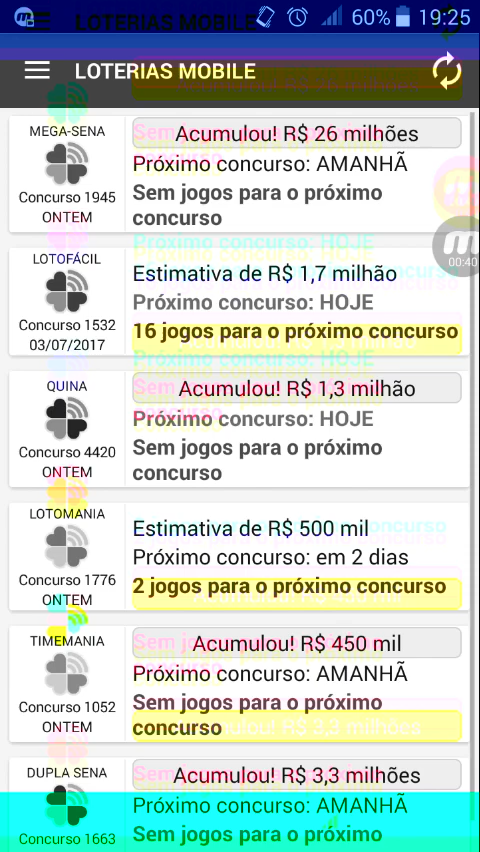 60% 19:25
LOTERIAS MOBILE
MEGA-SENA
Concurso 1945
ONTEM
Acumulou! R$ 26 milhões
Próximo concurso: AMANHÃ
Sem jogos para o próximo
concurso
00:40
LOTOFÁCIL
Concurso 1532
03/07/2017
Estimativa de R$ 1,7 milhão
Próximo concurso: HOJE
16 jogos para o próximo concurso
QUINA
Concurso 4420
ONTEM
Acumulou! R$ 1,3 milhão
Próximo concurso: HOJE
Sem jogos para o próximo
concurso
LOTOMANIA
Concurso 1776
ONTEM
Estimativa de R$ 500 mil
Próximo concurso: em 2 dias
2 jogos para o próximo concurso
TIMEMANIA
Concurso 1052
ONTEM
Acumulou! R$ 450 mil
Próximo concurso: AMANHÃ
Sem jogos para o próximo
concurso
DUPLA SENA
Concurso 1663
Acumulou! R$ 3,3 milhões
Próximo concurso: AMANHÃ
Sem jogos para o próximo